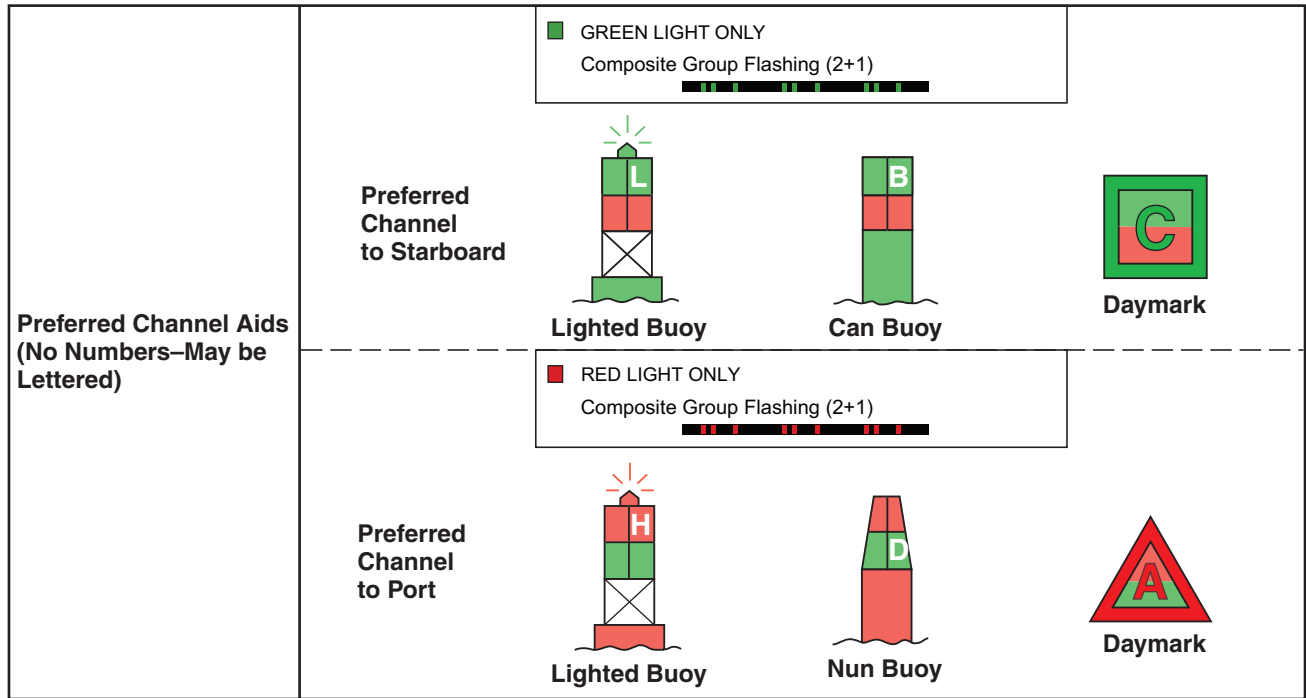 Preferred Channel Aids
(No Numbers–May be
Lettered)
GREEN LIGHT ONLY
Composite Group Flashing (2+1)
Preferred
Channel
to Starboard
L
B
C
Lighted Buoy
Can Buoy
Daymark
RED LIGHT ONLY
Composite Group Flashing (2+1)
Preferred
Channel
to Port
H
D
A
Lighted Buoy
Nun Buoy
Daymark